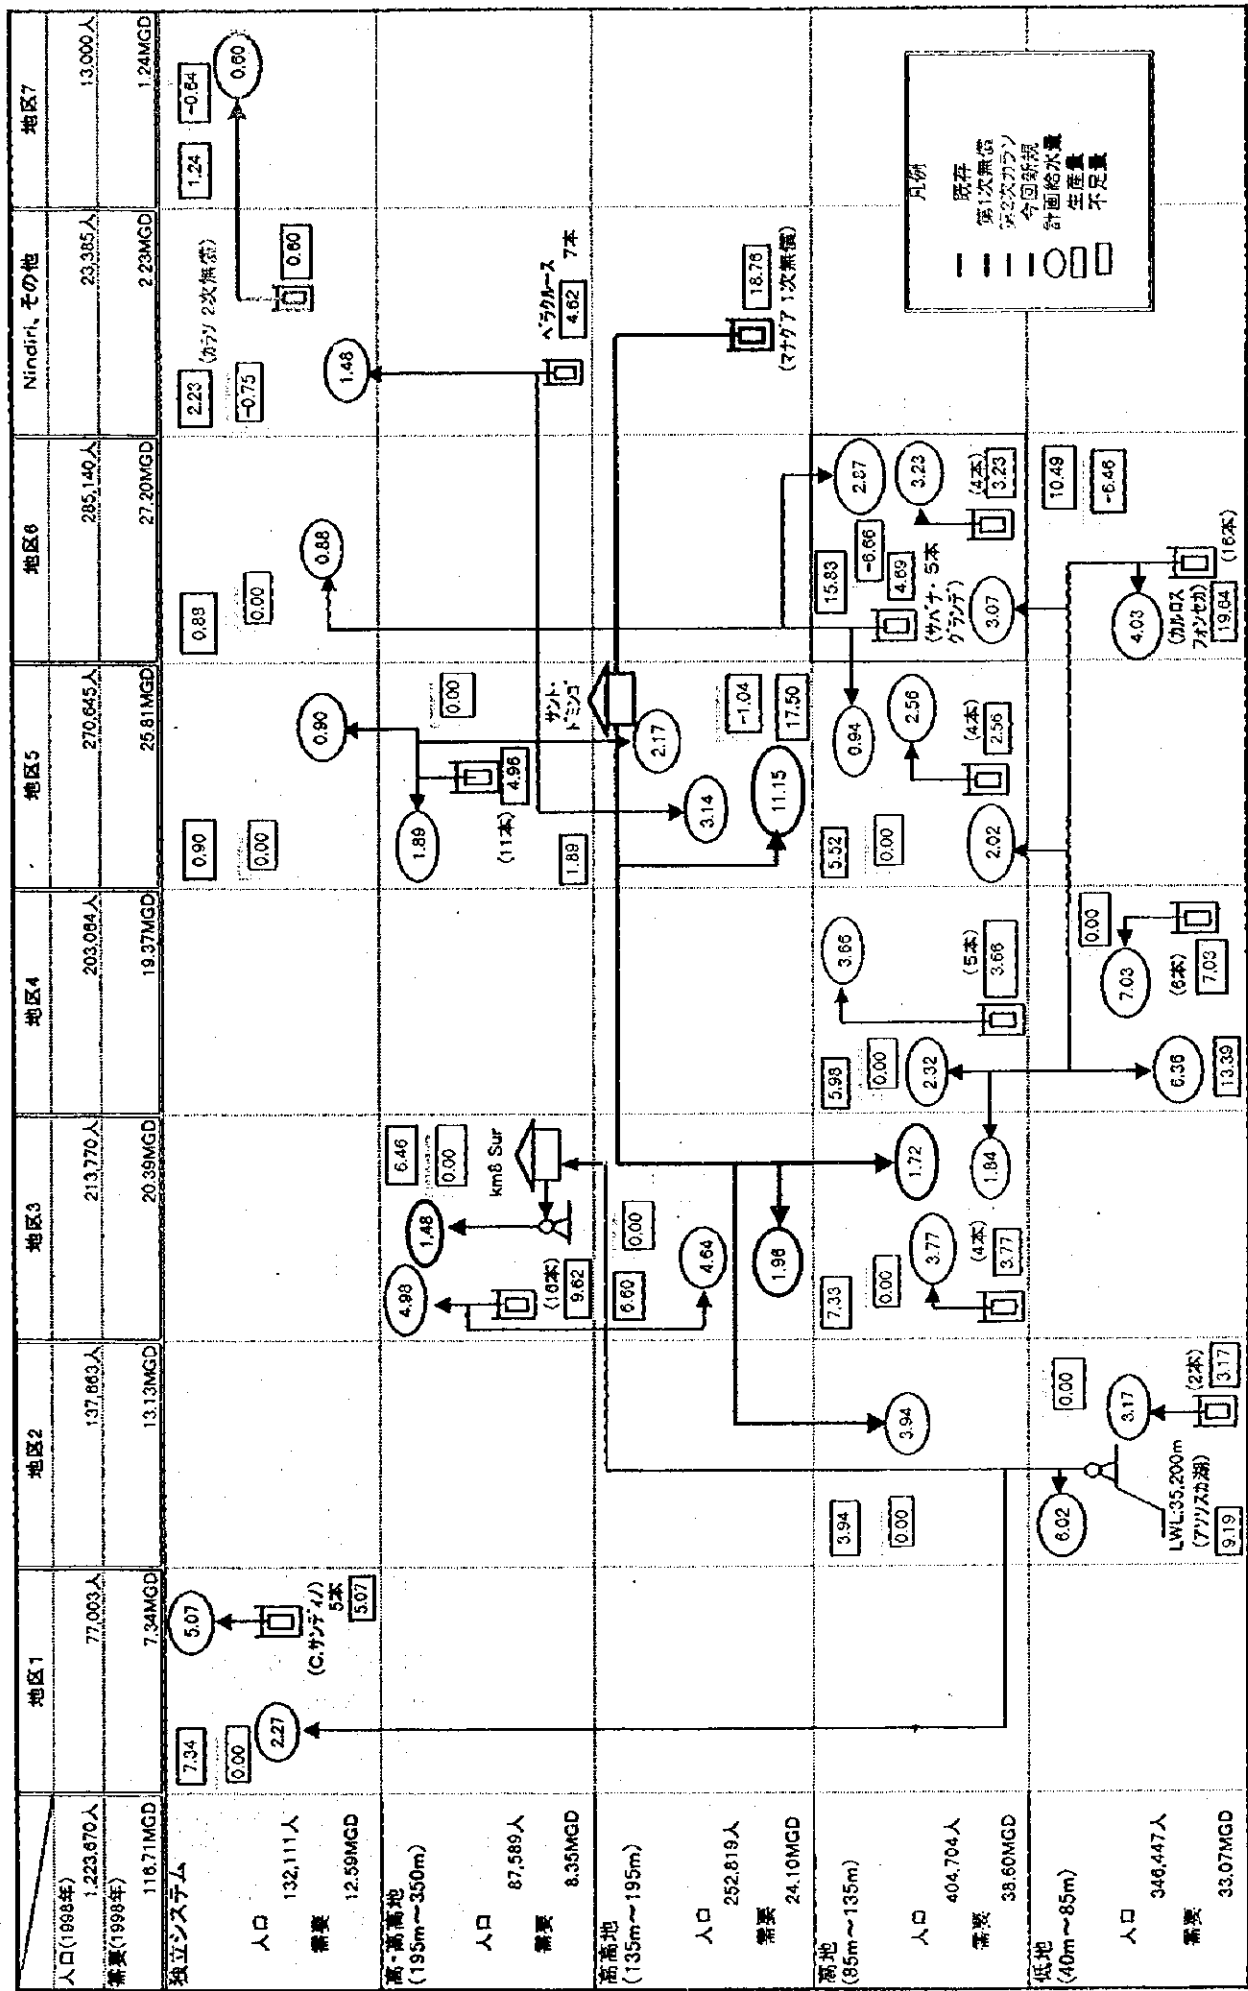 地区1
地区2
地区3
地区4
地区5
地区6
Nindiri、その他
地区7
人口(1998年)
1,223,670人
77,003人
137,663人
213,770人
203,084人
270,645人
285,140人
23,385人
13,000人
需要(1998年)
116.71MGD
7.34MGD
13.13MGD
20.39MGD
19.37MGD
25.81MGD
27.20MGD
2.23MGD
1.24MGD
独立システム
人口
132,111人
需要
12.59MGD
7.34
0.00
2.27
5.07
(C.サンディノ)
5本
5.07
0.90
0.00
0.90
0.88
0.00
0.88
2.23
-0.75
1.48
(カラソ 2次無償)
0.60
1.24
-0.64
0.60
高・高高地
(195m~350m)
人口
87,589人
需要
8.35MGD
4.98
1.48
6.46
0.00
(16本)
9.62
km8 Sur
1.89
(11本)
4.96
1.89
0.00
ベラクルース
4.62
7本
高高地
(135m~195m)
人口
252,819人
需要
24.10MGD
6.60
0.00
4.64
1.96
サント・
ドミンゴ
2.17
3.14
11.15
-1.04
17.50
18.76
(マナグア 1次無償)
高地
(85m~135m)
人口
404,704人
需要
38.60MGD
3.94
0.00
3.94
7.33
0.00
3.77
(4本)
3.77
1.72
1.84
5.98
0.00
2.32
3.66
(5本)
3.66
5.52
0.00
2.02
0.94
2.56
(4本)
2.56
15.83
-6.66
4.69
(サバナ・5本
グランデ)
3.07
2.87
3.23
(4本)
3.23
低地
(40m~85m)
人口
346,447人
需要
33.07MGD
6.02
LWL:35,200m
(アソソスカ湖)
9.19
0.00
3.17
(2本)
3.17
6.36
13.39
0.00
7.03
(6本)
7.03
4.03
(カルロス
フォンセカ)
19.64
(16本)
10.49
-6.46
凡例
既存
第1次無償
第2次カラソ
今回新規
計画給水量
生産量
不足量